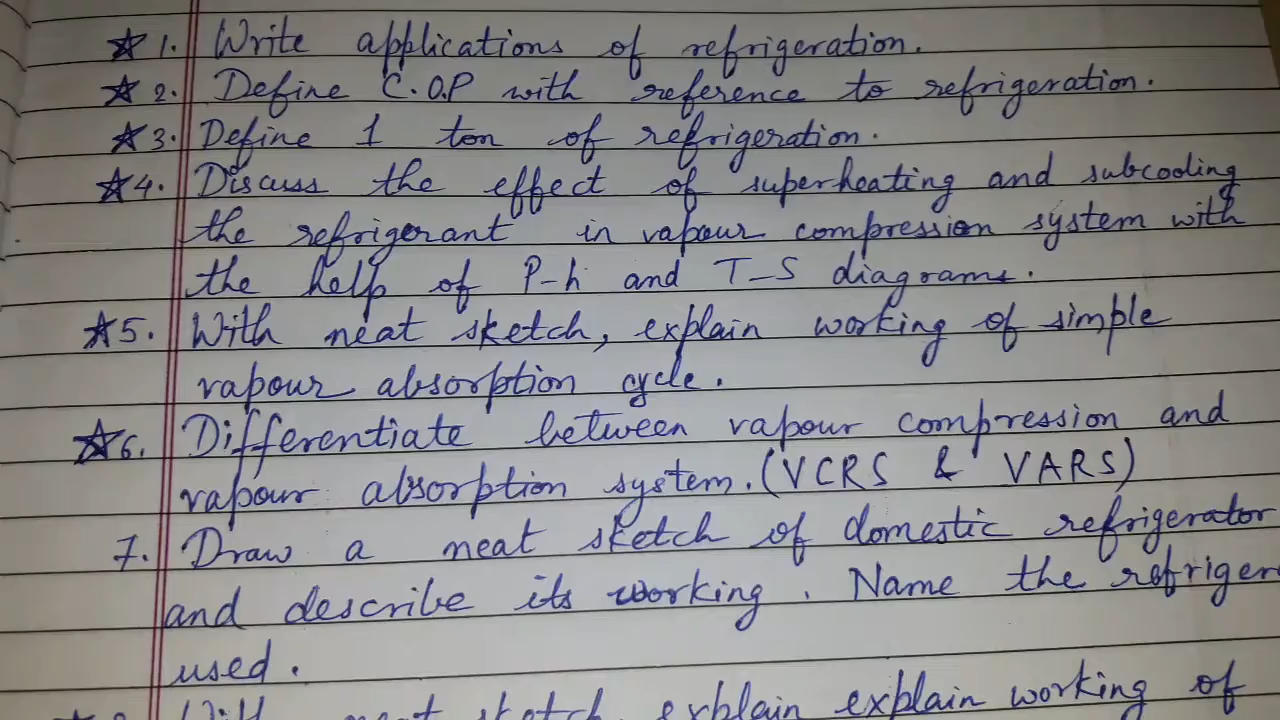 ☆ 1. Write applications of refrigeration.
☆ 2. Define C.O.P with reference to refrigeration.
☆ 3. Define 1 ton of refrigeration.
☆ 4. Discuss the effect of superheating and subcooling
the refrigerant in vapour compression system with
the help of P-h and T-S diagrams.
☆ 5. With neat sketch, explain working of simple
vapour absorption cycle.
☆ 6. Differentiate between vapour compression and
vapour absorption system. (VCRS & VARS)
7. Draw a neat sketch of domestic refrigerator
and describe its working. Name the refrigeran
used.
neat sketch, explain explain working of